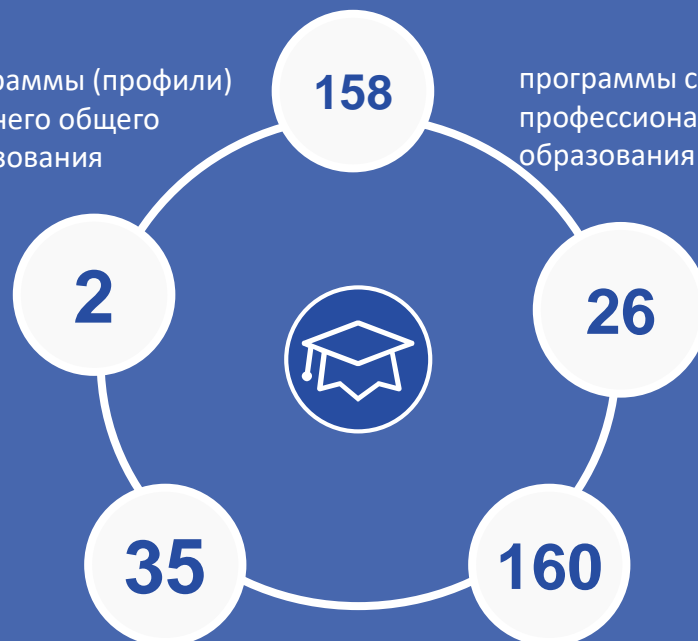 158
раммы (профили)
него общего
зования
программы с
профессиона
образования
2
26
35
160